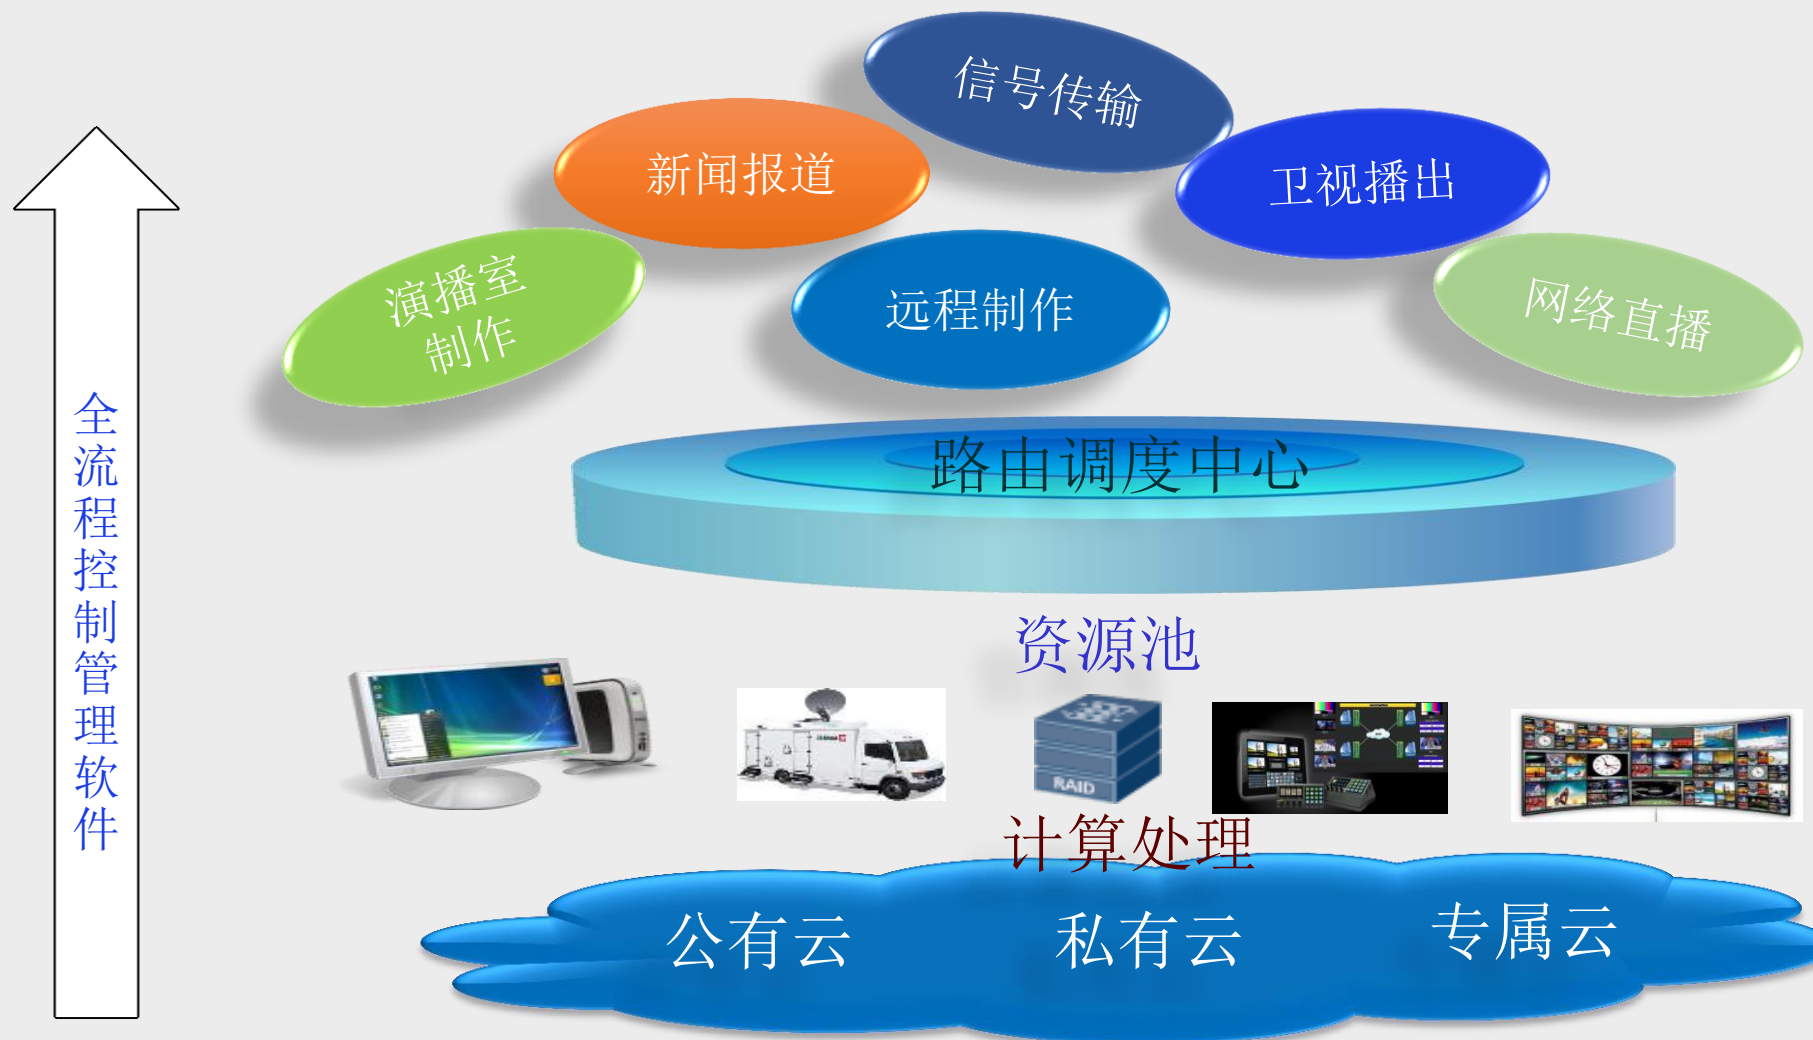 信号传输
新闻报道
卫视播出
演播室
制作
远程制作
网络直播
路由调度中心
全流程控制管理软件
资源池
RAID
计算处理
公有云
私有云
专属云